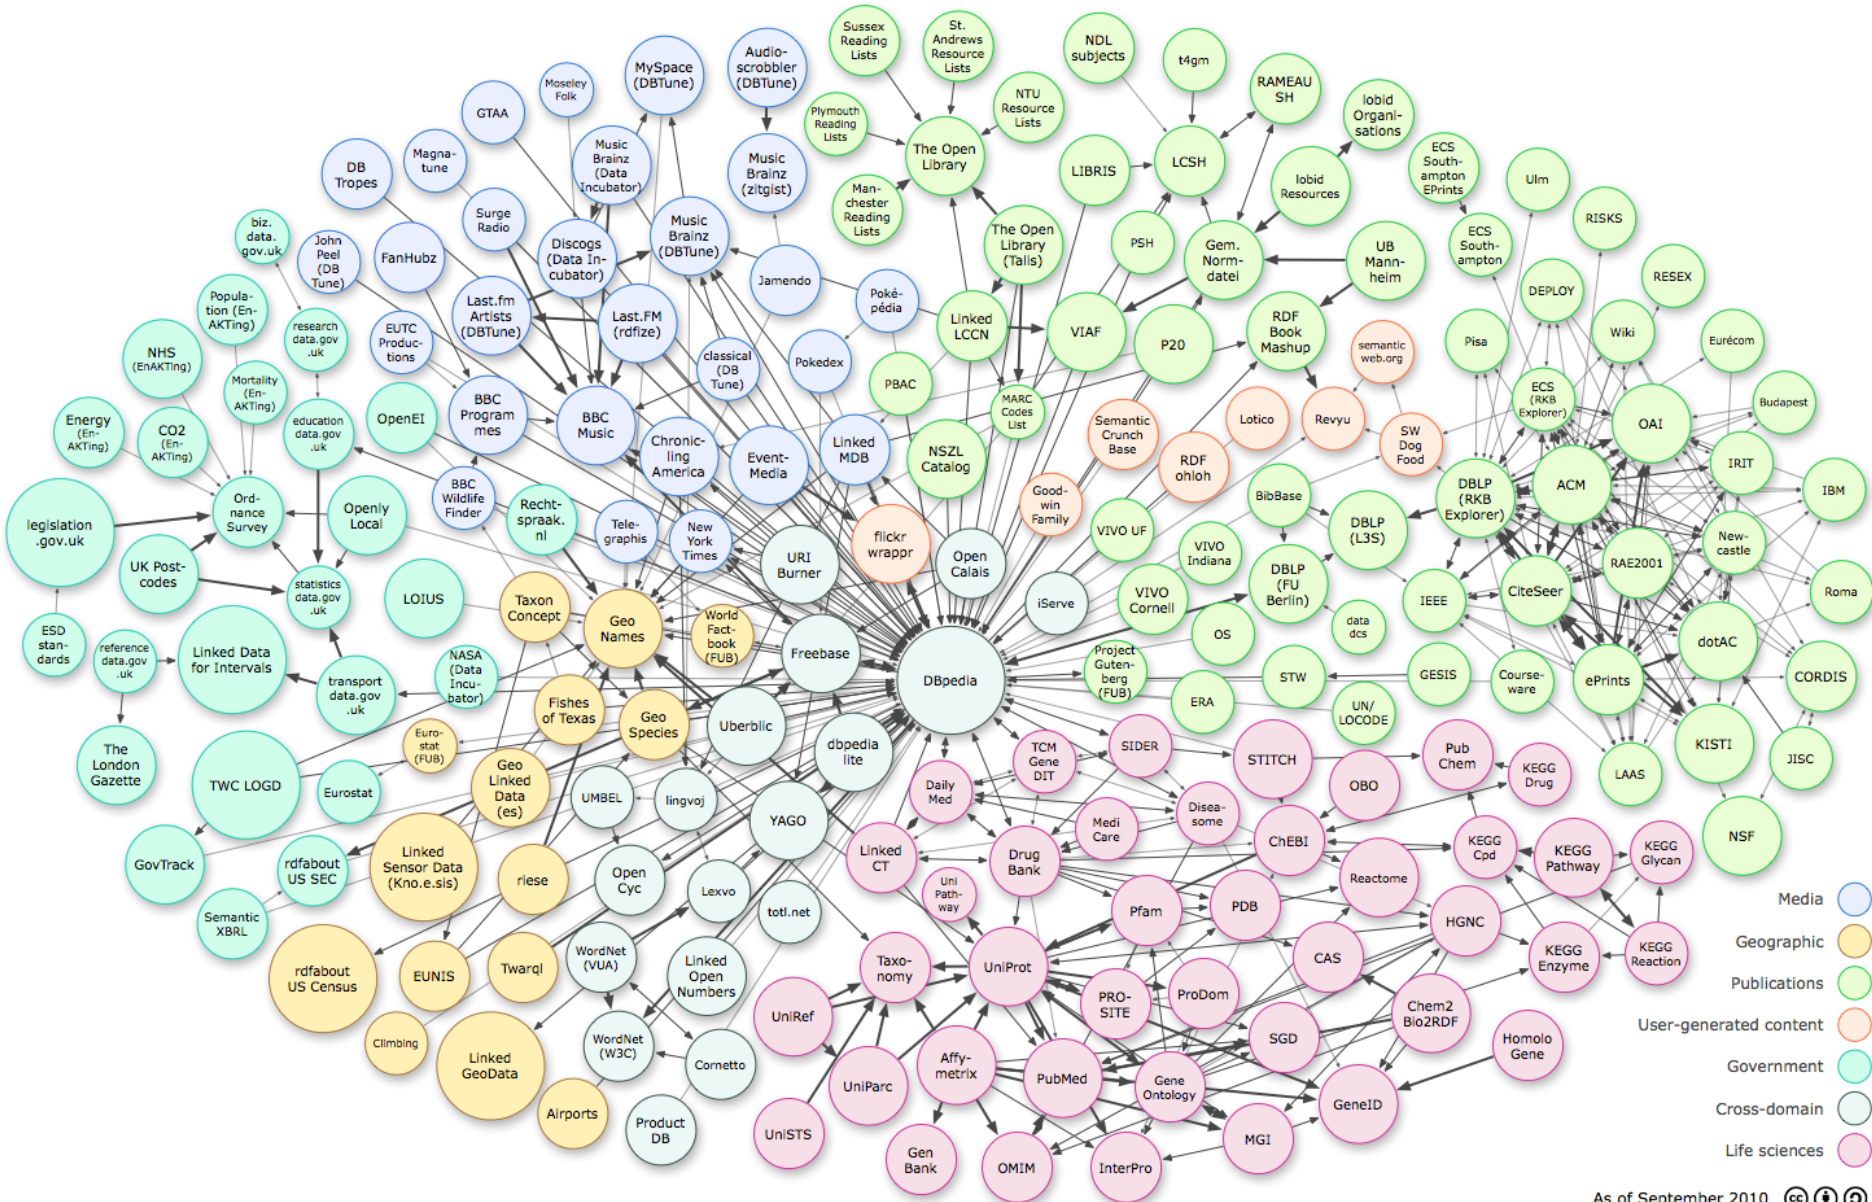 Sussex
Reading
Lists
St.
Andrews
Resource
Lists
NDL
subjects
t4gm
RAMEAU
SH
lobid
Organi-
sations
Audio-
scrobbler
(DBTune)
MySpace
(DBTune)
Moseley
Folk
GTAA
Plymouth
Reading
Lists
NTU
Resource
Lists
The Open
Library
LIBRIS
LCSH
lobid
Resources
ECS
South-
ampton
EPrints
Ulm
DB
Tropes
Magna-
tune
Music
Brainz
(Data
Incubator)
Music
Brainz
(zitgist)
Man-
chester
Reading
Lists
RISKS
biz.
data.
gov.uk
John
Peel
(DB
Tune)
FanHubz
Surge
Radio
Discogs
(Data In-
cubator)
Music
Brainz
(DBTune)
Jamendo
The Open
Library
(Talis)
PSH
Gem.
Norm-
datei
UB
Mann-
heim
ECS
South-
ampton
RESEX
Popula-
tion (En-
AKTing)
research
data.gov
.uk
EUTC
Produc-
tions
Last.fm
Artists
(DBTune)
Last.FM
(rdfize)
Poké-
pédia
Linked
LCCN
VIAF
P20
RDF
Book
Mashup
semantic
web.org
DEPLOY
Wiki
Pisa
Eurécom
NHS
(EnAKTing)
Mortality
(En-
AKTing)
classical
(DB
Tune)
Pokedex
PBAC
MARC
Codes
List
Energy
(En-
AKTing)
CO2
(En-
AKTing)
education
data.gov
.uk
OpenEI
BBC
Program
mes
BBC
Music
Chronic-
ling
America
Event-
Media
Linked
MDB
NSZL
Catalog
Semantic
Crunch
Base
RDF
ohloh
Lotico
Revyu
SW
Dog
Food
ECS
(RKB
Explorer)
OAI
Budapest
legislation
.gov.uk
Ord-
nance
Survey
Openly
Local
BBC
Wildlife
Finder
Recht-
spraak.
nl
Tele-
graphis
New
York
Times
URI
Burner
flickr
wrappr
Open
Calais
Good-
win
Family
VIVO UF
VIVO
Indiana
BibBase
DBLP
(L3S)
DBLP
(RKB
Explorer)
ACM
IRIT
IBM
UK Post-
codes
statistics
data.gov
.uk
LOIUS
Taxon
Concept
Geo
Names
World
Fact-
book
(FUB)
Freebase
iServe
VIVO
Cornell
DBLP
(FU
Berlin)
IEEE
CiteSeer
RAE2001
New-
castle
Roma
ESD
stan-
dards
reference
data.gov
.uk
Linked Data
for Intervals
transport
data.gov
.uk
NASA
(Data
Incu-
bator)
Fishes
of Texas
Geo
Species
Uberblic
DBpedia
Project
Guten-
berg
(FUB)
OS
data
dcs
STW
GESIS
Course-
ware
ePrints
dotAC
CORDIS
The
London
Gazette
TWC LOGD
Euro-
stat
(FUB)
Eurostat
Geo
Linked
Data
(es)
UMBEL
lingvoj
dbpedia
lite
YAGO
ERA
UN/
LOCODE
LAAS
KISTI
JISC
NSF
Daily
Med
TCM
Gene
DIT
SIDER
STITCH
Pub
Chem
KEGG
Drug
OBO
GovTrack
rdfabout
US SEC
Semantic
XBRL
Linked
Sensor Data
(Kno.e.sis)
riese
Open
Cyc
Lexvo
totl.net
Linked
CT
Medi
Care
Drug
Bank
Disea-
some
ChEBI
KEGG
Cpd
KEGG
Pathway
KEGG
Glycan
Uni
Path-
way
Pfam
PDB
Reactome
HGNC
KEGG
Enzyme
KEGG
Reaction
rdfabout
US Census
EUNIS
Twarql
WordNet
(VUA)
Linked
Open
Numbers
Taxo-
nomy
UniProt
PRO-
SITE
ProDom
CAS
Chem2
Bio2RDF
Homolo
Gene
Climbing
Linked
GeoData
Airports
WordNet
(W3C)
Cornetto
Product
DB
UniRef
UniParc
UniSTS
Affy-
metrix
PubMed
Gene
Ontology
SGD
GeneID
Gen
Bank
OMIM
InterPro
MGI
Media
Geographic
Publications
User-generated content
Government
Cross-domain
Life sciences
As of September 2010
cc